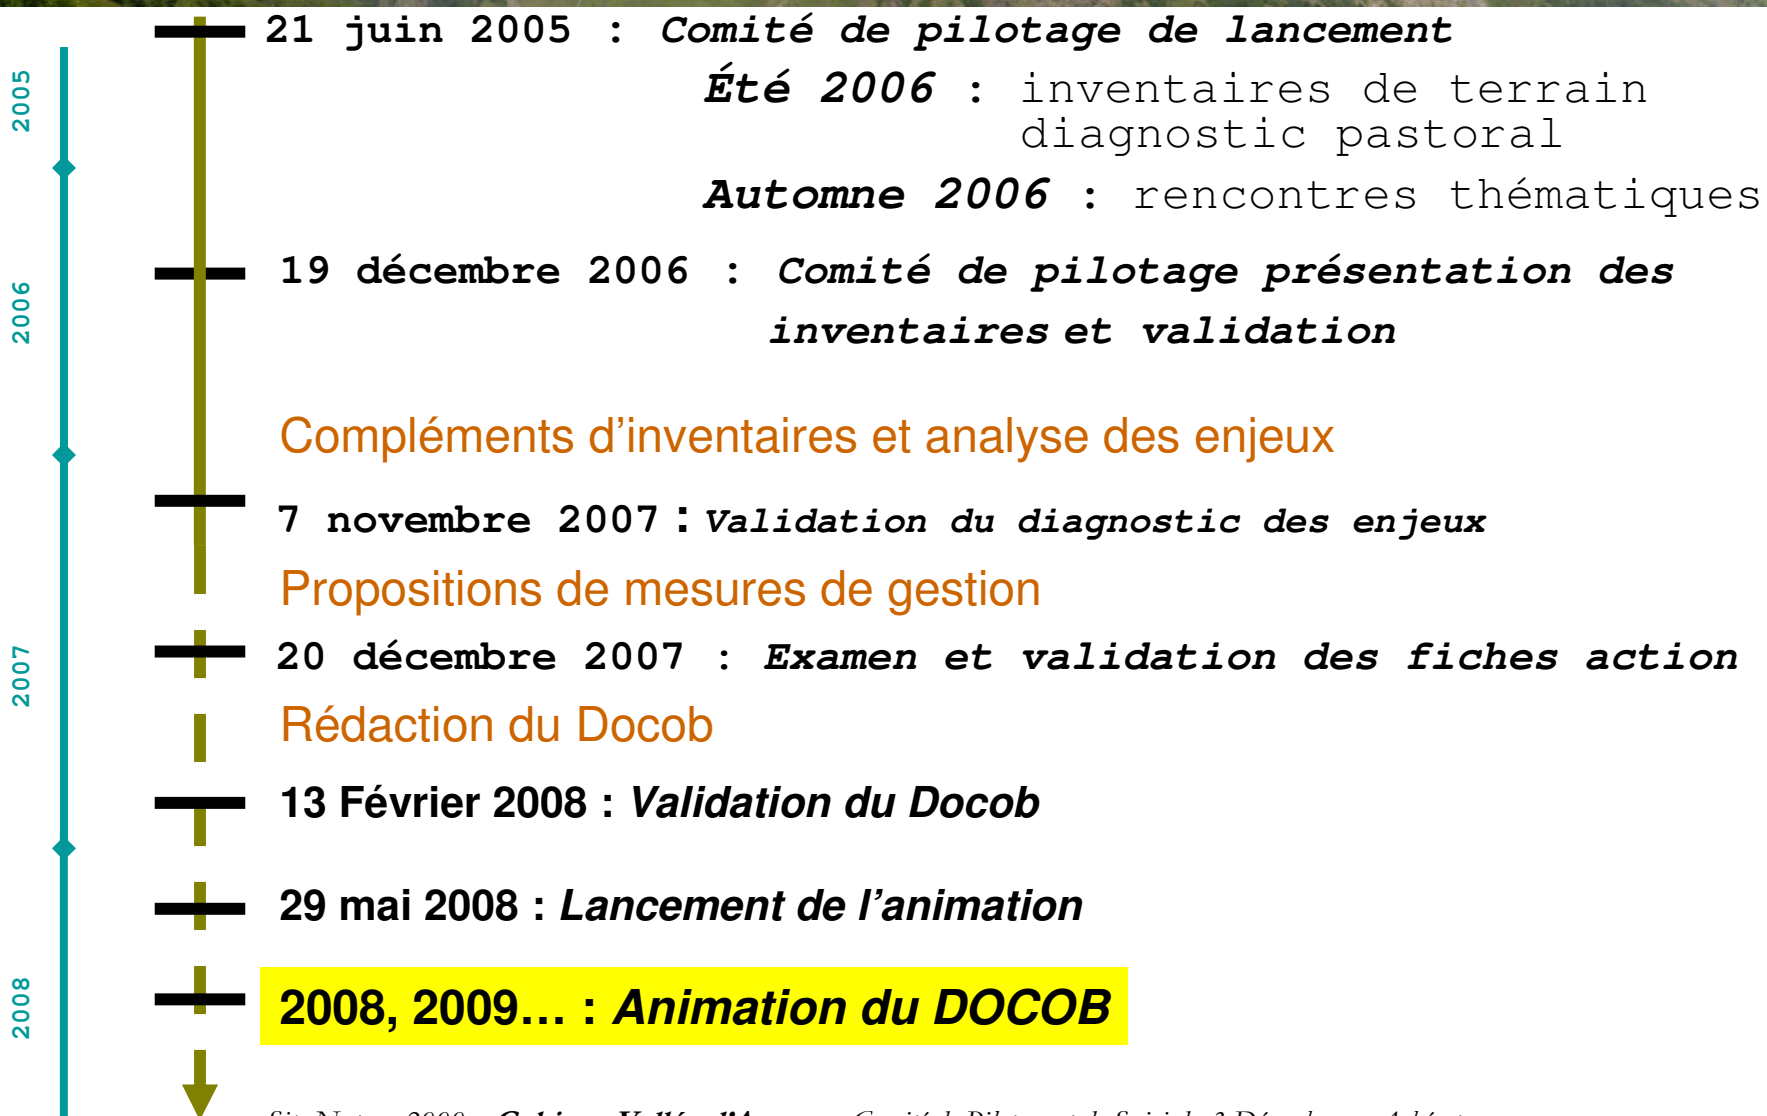 21 juin 2005 : Comité de pilotage de lancement
Été 2006 : inventaires de terrain
diagnostic pastoral
Automne 2006 : rencontres thématiques
19 décembre 2006 : Comité de pilotage présentation des
inventaires et validation
Compléments d’inventaires et analyse des enjeux
7 novembre 2007 : Validation du diagnostic des enjeux
Propositions de mesures de gestion
20 décembre 2007 : Examen et validation des fiches action
Rédaction du Docob
13 Février 2008 : Validation du Docob
29 mai 2008 : Lancement de l’animation
2008, 2009… : Animation du DOCOB
2005
2006
2007
2008